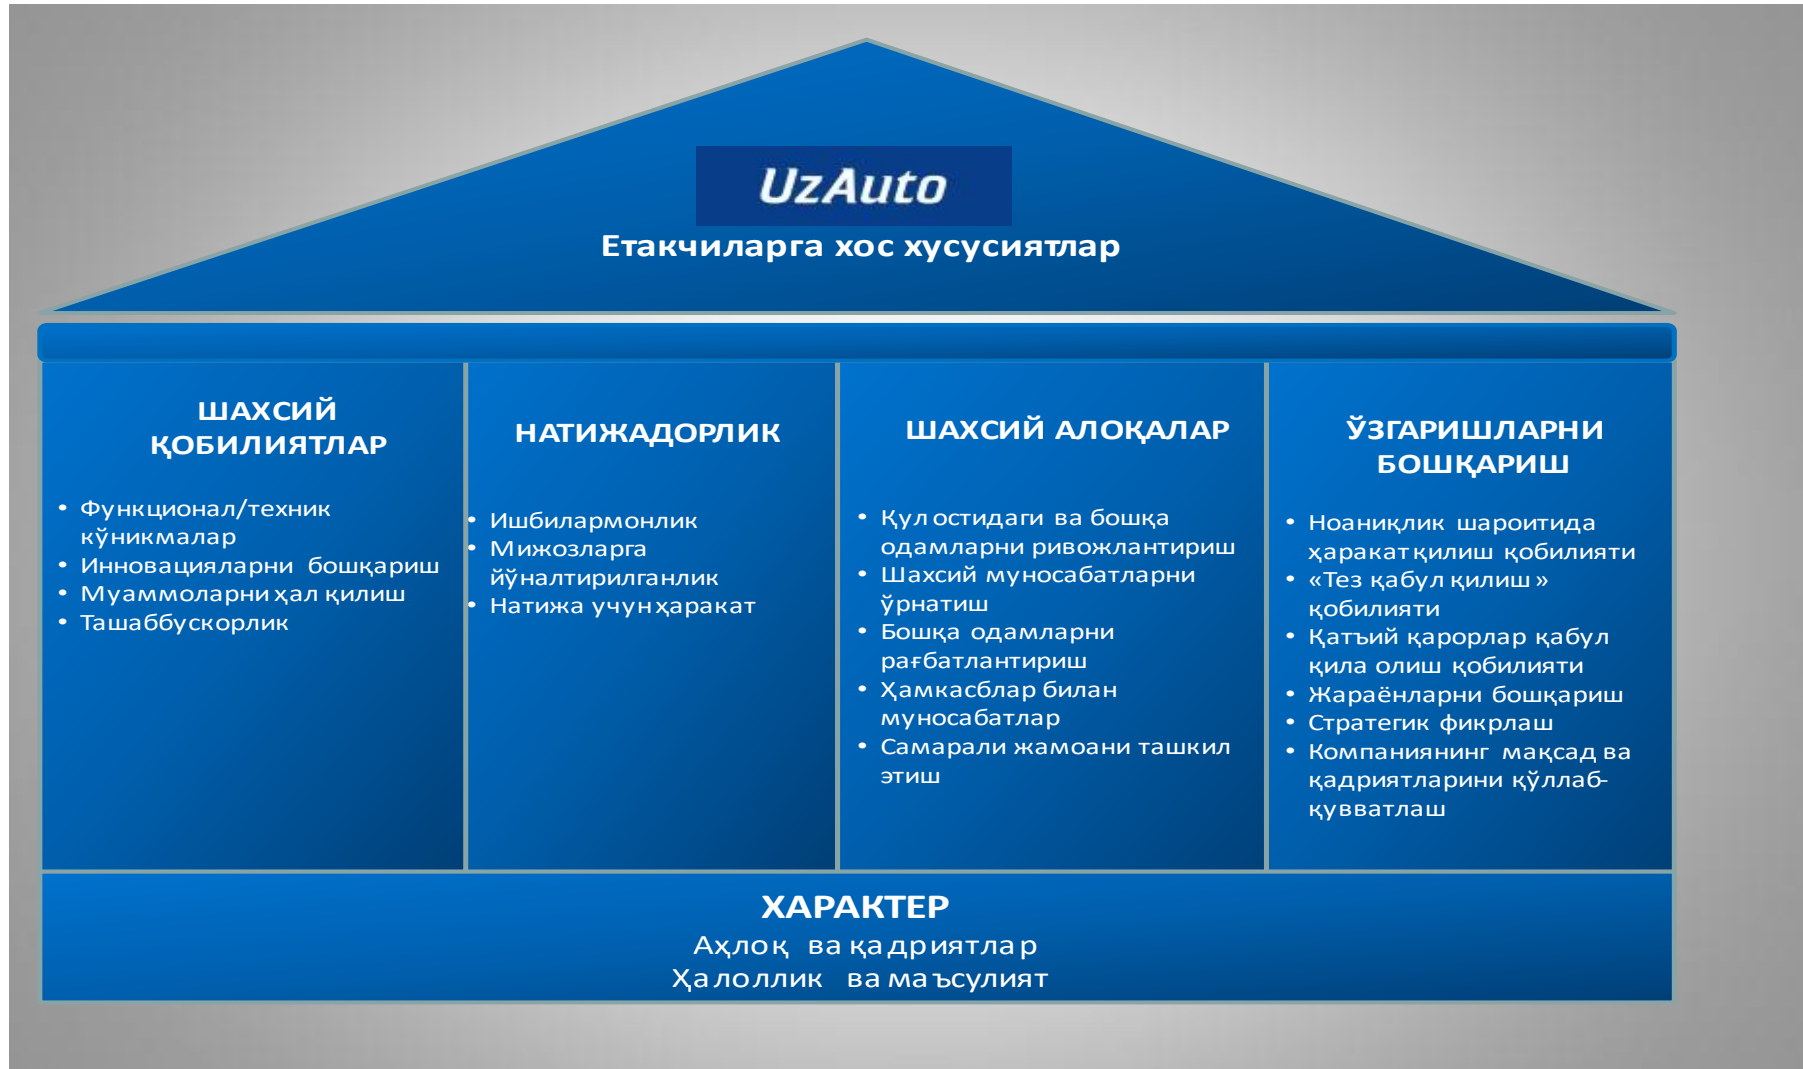 UzAuto
Етакчиларга хос хусусиятлар
ШАХСИЙ
ҚОБИЛИЯТЛАР
• Функционал/техник
кўникмалар
• Инновацияларни бошқариш
• Муаммоларни ҳал қилиш
• Ташаббускорлик
НАТИЖАДОРЛИК
• Ишбилармонлик
• Мижозларга
йўналтирилганлик
• Натижа учун ҳаракат
ШАХСИЙ АЛОҚАЛАР
• Қул остидаги ва бошқа
одамларни ривожлантириш
• Шахсий муносабатларни
ўрнатиш
• Бошқа одамларни
рағбатлантириш
• Ҳамкасблар билан
муносабатлар
• Самарали жамоани ташкил
этиш
ЎЗГАРИШЛАРНИ
БОШҚАРИШ
• Ноаниқлик шароитида
ҳаракат қилиш қобилияти
• «Тез қабул қилиш»
қобилияти
• Қатъий қарорлар қабул
қила олиш қобилияти
• Жараёнларни бошқариш
• Стратегик фикрлаш
• Компаниянинг мақсад ва
қадриятларини қўллаб-
қувватлаш
ХАРАКТЕР
Аҳлоқ ва қадриятлар
Ҳалоллик ва маъсулият